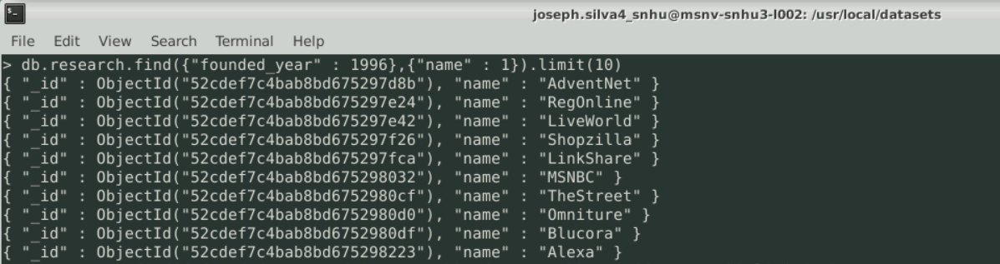 joseph.silva4_snhu@msnv-snhu3-l002: /usr/local/datasets
File Edit View Search Terminal Help
> db.research.find({"founded_year" : 1996},{"name" : 1}).limit(10)
{ "_id" : ObjectId("52cdef7c4bab8bd675297d8b"), "name" : "AdventNet" }
{ "_id" : ObjectId("52cdef7c4bab8bd675297e24"), "name" : "RegOnline" }
{ "_id" : ObjectId("52cdef7c4bab8bd675297e42"), "name" : "LiveWorld" }
{ "_id" : ObjectId("52cdef7c4bab8bd675297f26"), "name" : "Shopzilla" }
{ "_id" : ObjectId("52cdef7c4bab8bd675297fca"), "name" : "LinkShare" }
{ "_id" : ObjectId("52cdef7c4bab8bd675298032"), "name" : "MSNBC" }
{ "_id" : ObjectId("52cdef7c4bab8bd6752980cf"), "name" : "TheStreet" }
{ "_id" : ObjectId("52cdef7c4bab8bd6752980d0"), "name" : "Omniture" }
{ "_id" : ObjectId("52cdef7c4bab8bd6752980df"), "name" : "Blucora" }
{ "_id" : ObjectId("52cdef7c4bab8bd675298223"), "name" : "Alexa" }